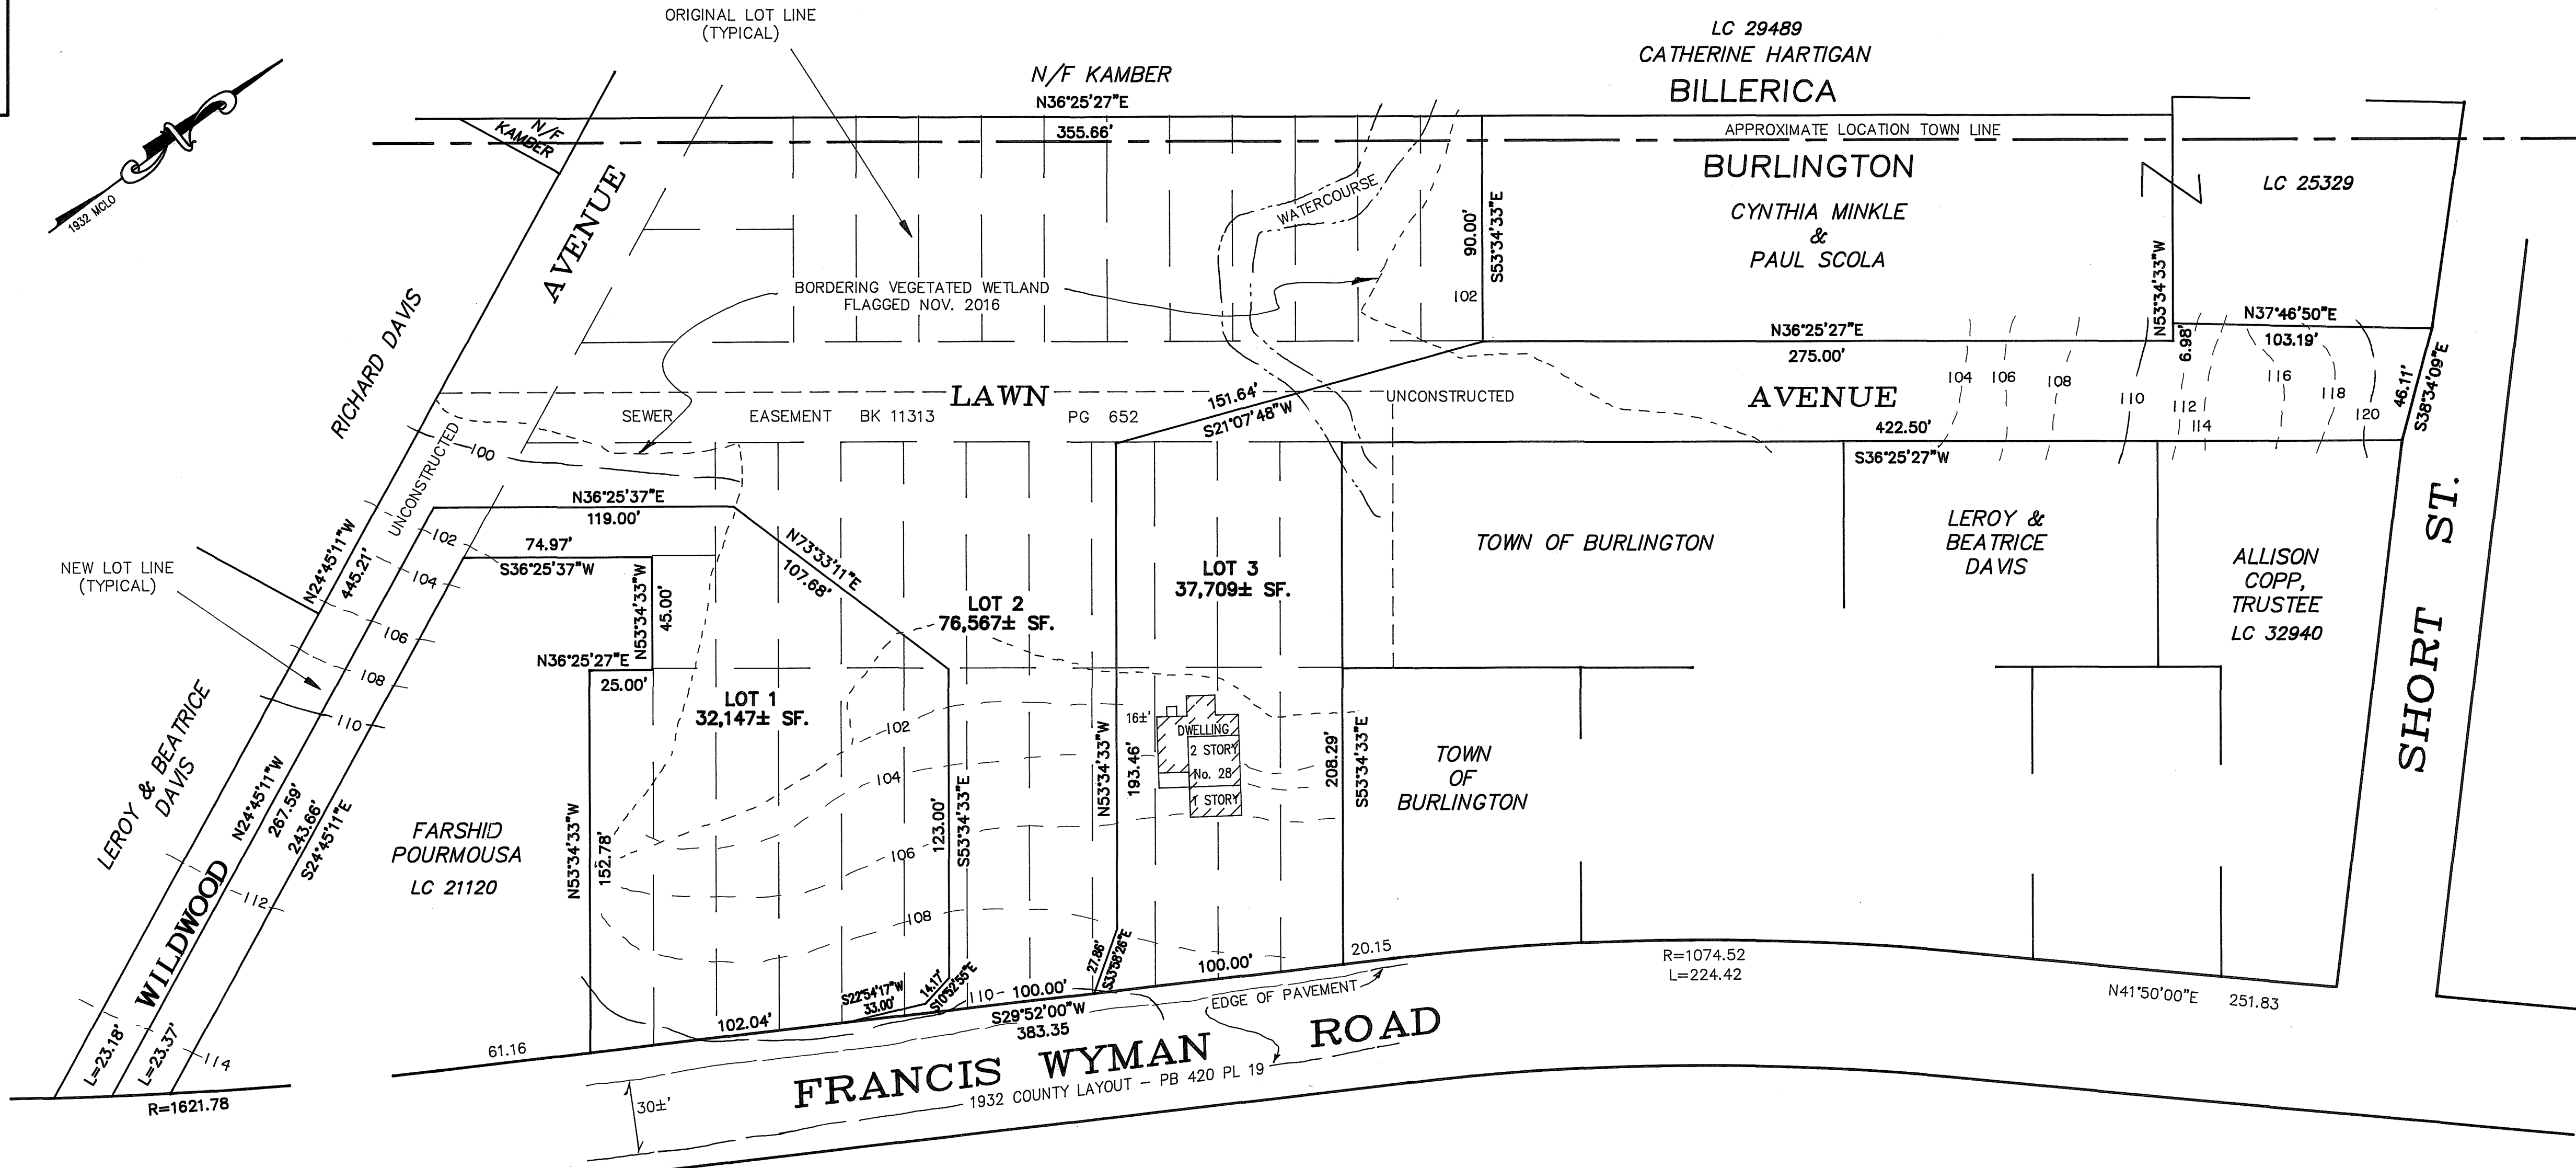 ORIGINAL LOT LINE
(TYPICAL)
LC 29489
CATHERINE HARTIGAN
BILLERICA
N/F KAMBER
N36°25'27"E
355.66'
N/F
KAMBER
1932 MCLO
APPROXIMATE LOCATION TOWN LINE
BURLINGTON
CYNTHIA MINKLE
&
PAUL SCOLA
LC 25329
AVENUE
WATERCOURSE
90.00'
S53°34'33"E
102
BORDERING VEGETATED WETLAND
FLAGGED NOV. 2016
N53°34'33"W
6.98'
N37°46'50"E
103.19'
N36°25'27"E
275.00'
46.11'
S38°34'09"E
RICHARD DAVIS
LAWN
AVENUE
151.64'
S21°07'48"W
UNCONSTRUCTED
104
106
108
110
112
114
116
118
120
SEWER EASEMENT BK 11313 PG 652
422.50'
S36°25'27"W
UNCONSTRUCTED
100
N36°25'37"E
119.00'
74.97'
S36°25'37"W
N73°33'11"E
107.68'
N24°45'11"W
445.21'
102
104
106
108
110
112
114
NEW LOT LINE
(TYPICAL)
N53°34'33"W
45.00'
N36°25'27"E
25.00'
LOT 1
32,147± SF.
LOT 2
76,567± SF.
LOT 3
37,709± SF.
TOWN OF BURLINGTON
LEROY &
BEATRICE
DAVIS
ALLISON
COPP,
TRUSTEE
LC 32940
SHORT ST.
LEROY & BEATRICE
DAVIS
N24°45'11"W
267.59'
243.66'
S24°45'11"E
WILDWOOD
FARSHID
POURMOUSA
LC 21120
N53°34'33"W
152.78'
102
104
106
108
123.00'
S53°34'33"E
N53°34'33"W
193.46'
16±'
DWELLING
2 STORY
No. 28
1 STORY
208.29'
S53°34'33"E
TOWN
OF
BURLINGTON
27.86'
S33°58'26"E
14.17'
S10°52'55"E
S22°54'17"W
33.00'
102.04'
110
100.00'
100.00'
20.15
S29°52'00"W
383.35
EDGE OF PAVEMENT
R=1074.52
L=224.42
N41°50'00"E 251.83
61.16
L=23.18'
L=23.37'
R=1621.78
FRANCIS WYMAN ROAD
1932 COUNTY LAYOUT - PB 420 PL 19
30±'